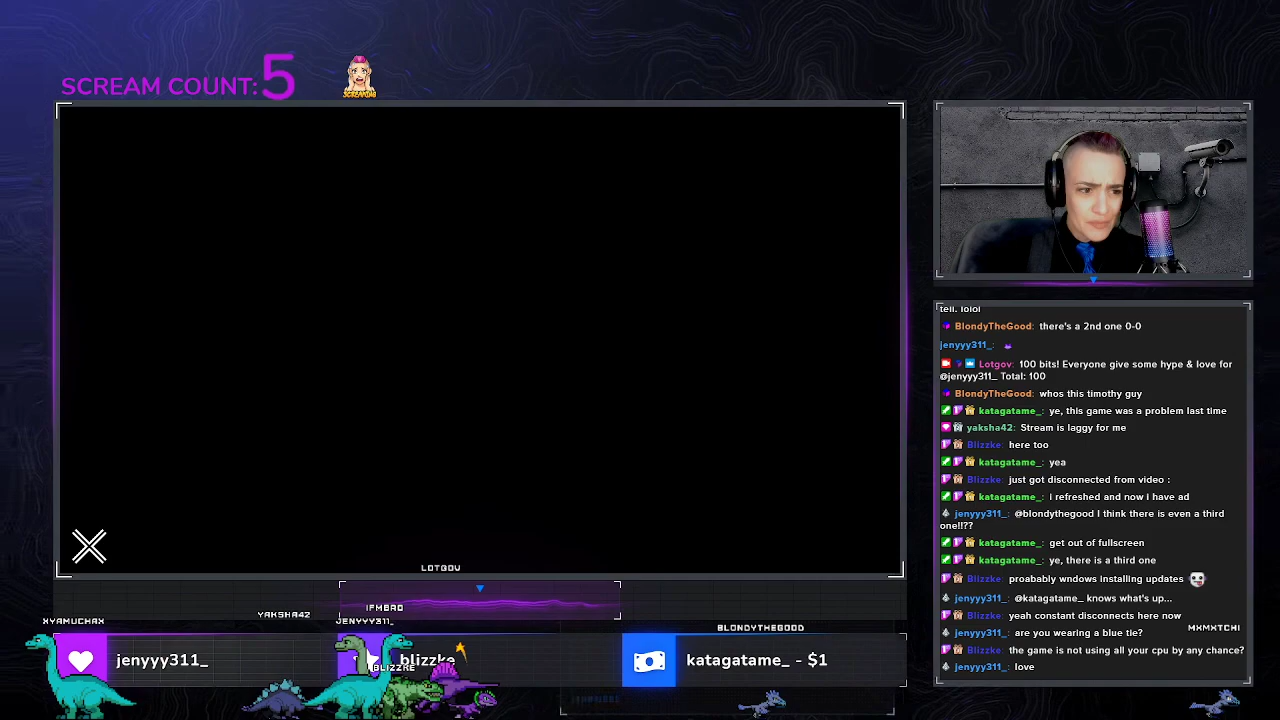 SCREAM COUNT: 5
SCREAMING
tell. lolol
BlondyTheGood: there's a 2nd one 0-0
jenyyy311_:
Lotgov: 100 bits! Everyone give some hype & love for
@jenyyy311_ Total: 100
BlondyTheGood: whos this timothy guy
katagatame_: ye, this game was a problem last time
yaksha42: Stream is laggy for me
Blizzke: here too
katagatame_: yea
Blizzke: just got disconnected from video :
katagatame_: I refreshed and now I have ad
jenyyy311_: @blondythegood I think there is even a third
one!!??
katagatame_: get out of fullscreen
katagatame_: ye, there is a third one
Blizzke: proabably wndows installing updates
jenyyy311_: @katagatame_ knows what's up...
Blizzke: yeah constant disconnects here now
jenyyy311_: are you wearing a blue tie?
Blizzke: the game is not using all your cpu by any chance?
jenyyy311_: love
MXMXTCHI
LOTGOV
IFMBRO
YAKSHA42
XYAMUCHAX
JENYYY311_
BLONDYTHEGOOD
jenyyy311_
blizzke
BLIZZKE
katagatame_ - $1